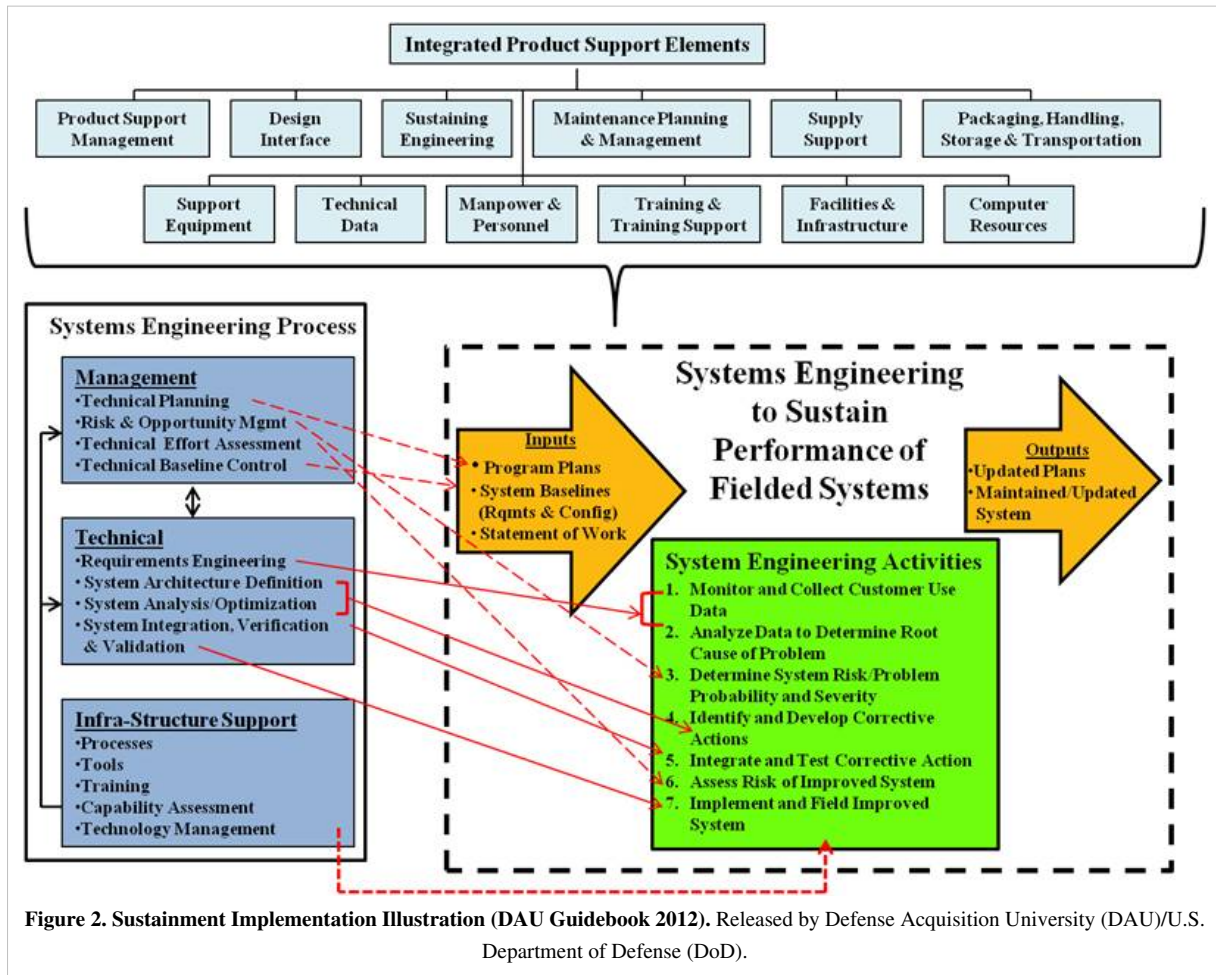 Integrated Product Support Elements
Product Support
Management
Design
Interface
Sustaining
Engineering
Maintenance Planning
& Management
Supply
Support
Packaging, Handling,
Storage & Transportation
Support
Equipment
Technical
Data
Manpower &
Personnel
Training &
Training Support
Facilities &
Infrastructure
Computer
Resources
Systems Engineering Process
Management
•Technical Planning
•Risk & Opportunity Mgmt
•Technical Effort Assessment
•Technical Baseline Control
Technical
•Requirements Engineering
•System Architecture Definition
•System Analysis/Optimization
•System Integration, Verification
& Validation
Infra-Structure Support
•Processes
•Tools
•Training
•Capability Assessment
•Technology Management
Systems Engineering
to Sustain
Performance of
Fielded Systems
Inputs
• Program Plans
• System Baselines
(Rqmts & Config)
• Statement of Work
Outputs
•Updated Plans
•Maintained/Updated
System
System Engineering Activities
1. Monitor and Collect Customer Use
Data
2. Analyze Data to Determine Root
Cause of Problem
3. Determine System Risk/Problem
Probability and Severity
4. Identify and Develop Corrective
Actions
5. Integrate and Test Corrective Action
6. Assess Risk of Improved System
7. Implement and Field Improved
System
Figure 2. Sustainment Implementation Illustration (DAU Guidebook 2012). Released by Defense Acquisition University (DAU)/U.S.
Department of Defense (DoD).